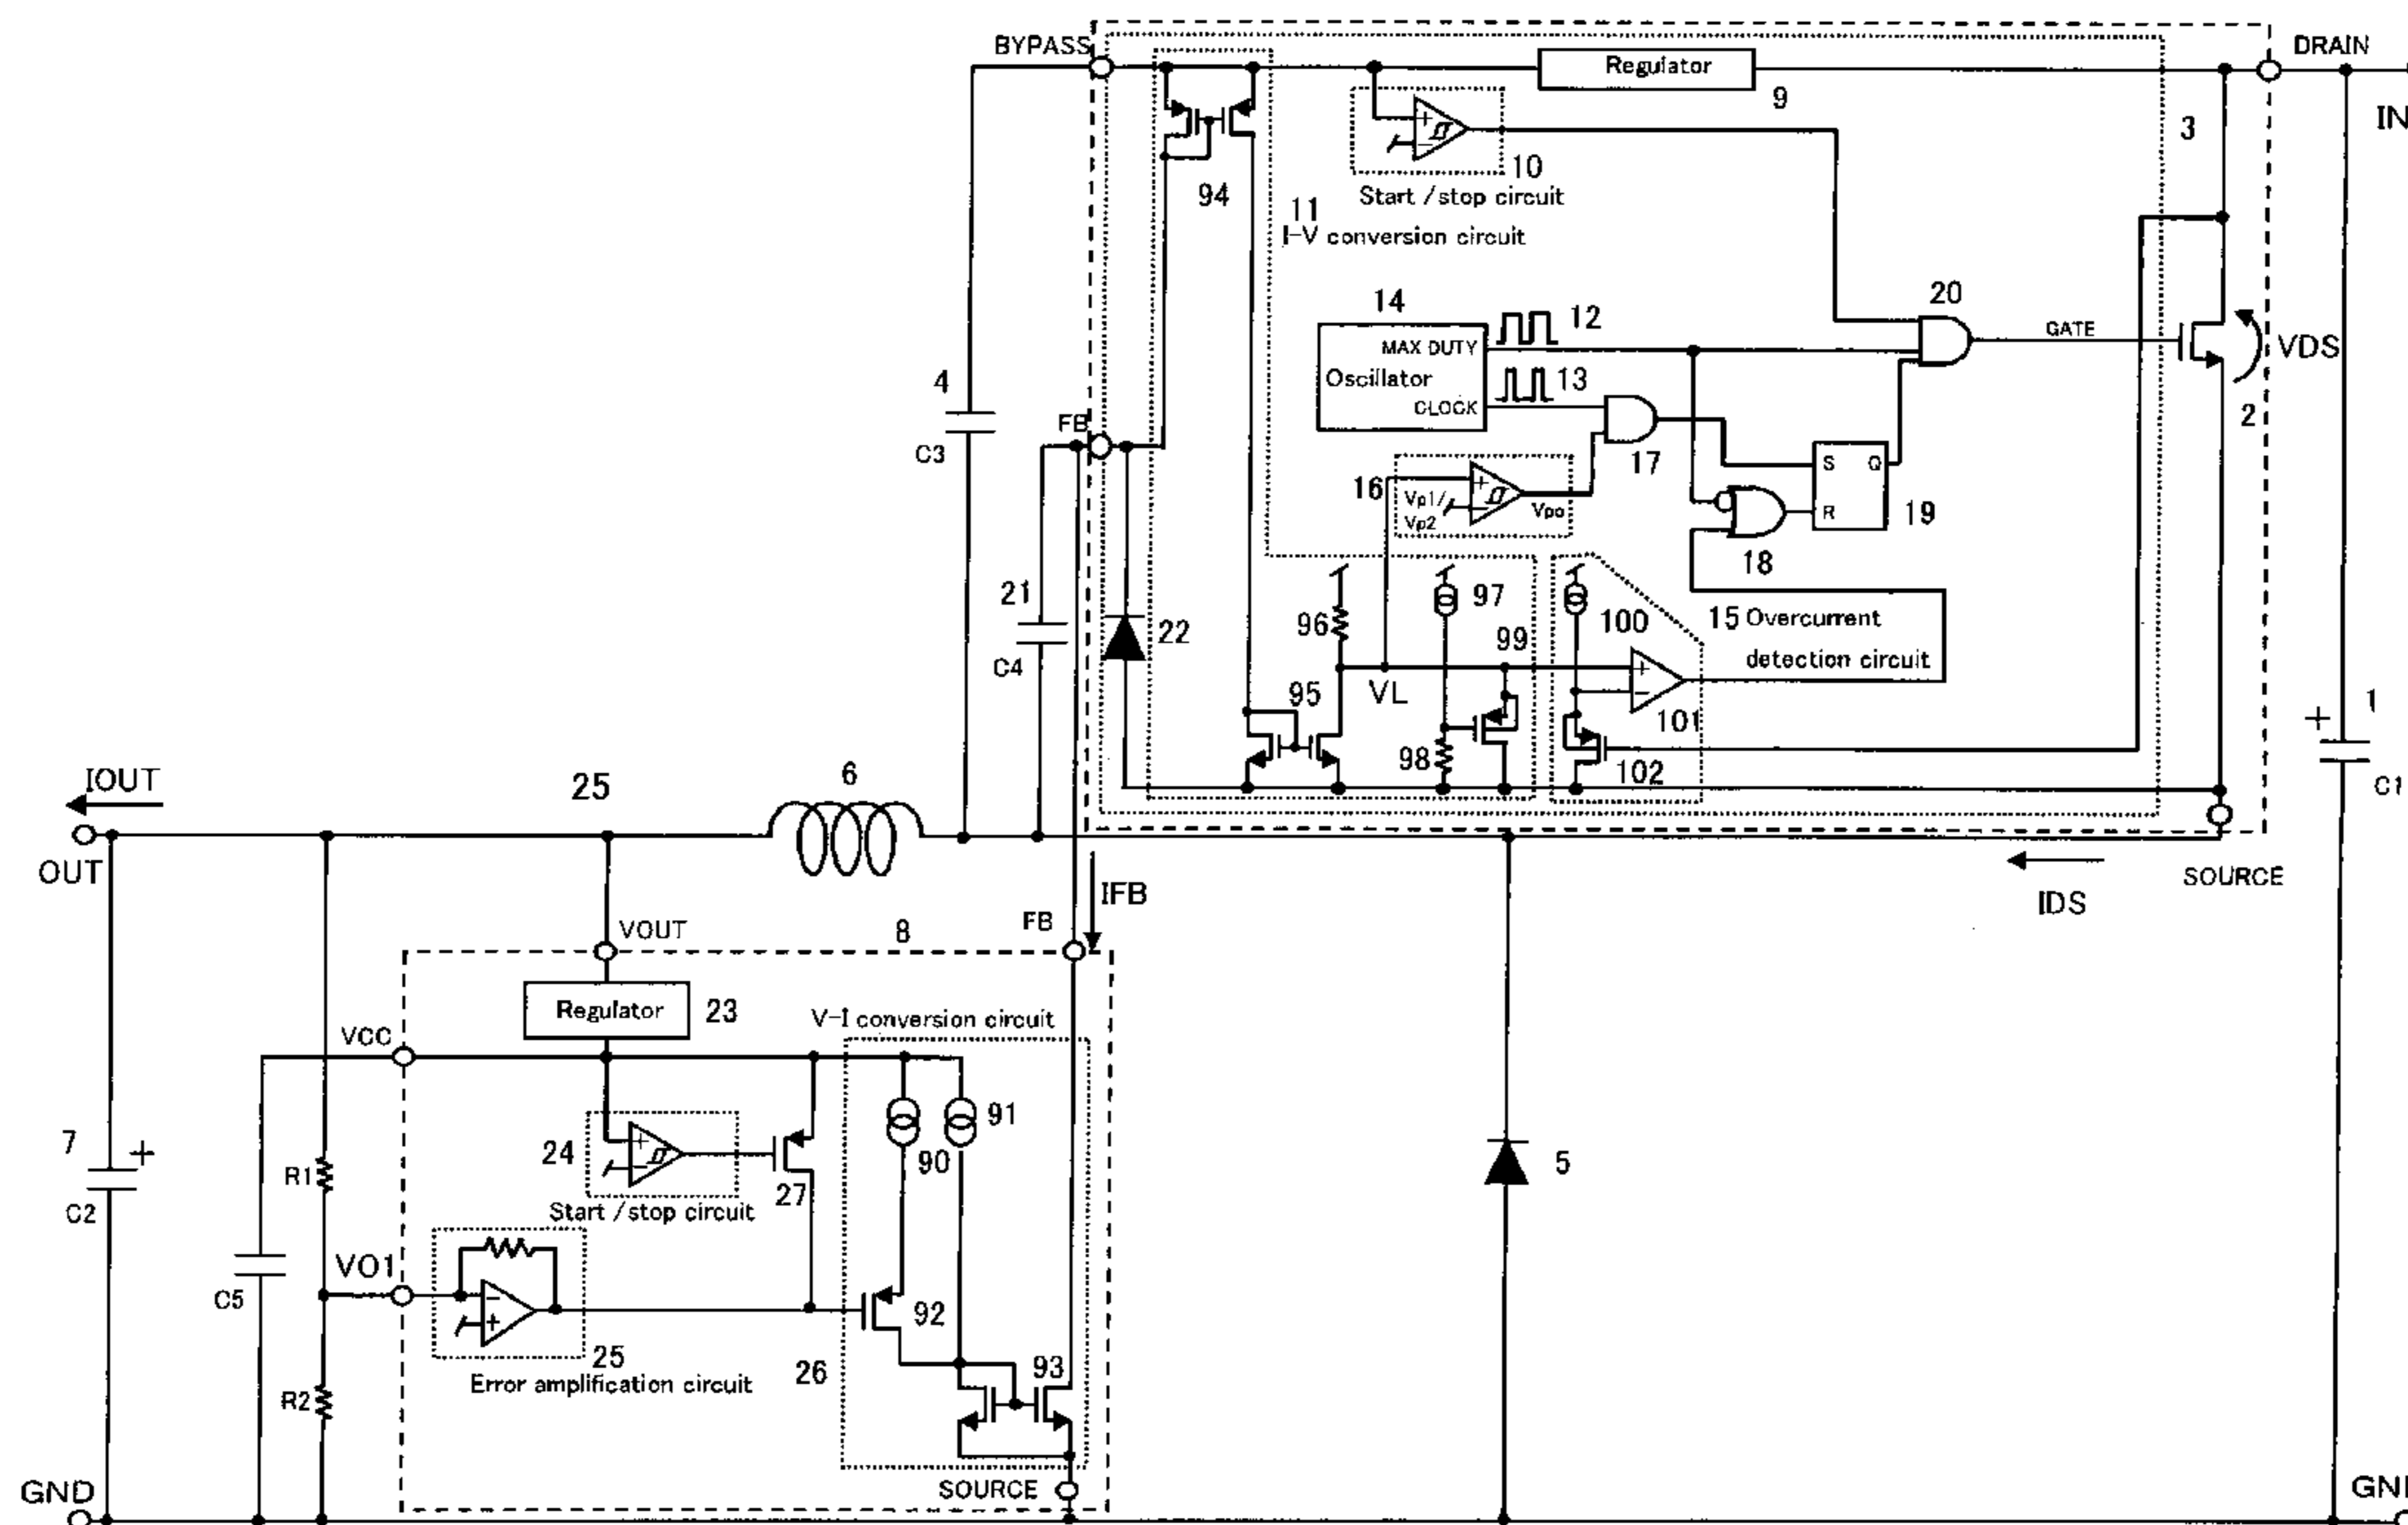 BYPASS
Regulator
DRAIN
9
3
IN
10
Start /stop circuit
94
11
I-V conversion circuit
14
12
20
MAX DUTY
GATE
VDS
Oscillator
13
4
CLOCK
2
FB
C3
17
S Q
16
Vp1/
Vp2
Vpo
R
19
18
21
97
100
15 Overcurrent
detection circuit
22
96
99
C4
VL
95
101
1
+
98
102
C1
IOUT
25
6
OUT
SOURCE
IDS
IFB
VOUT
8
FB
Regulator
23
V-I conversion circuit
VCC
91
7
+
24
90
5
R1
27
C2
Start /stop circuit
VO1
C5
92
25
26
93
Error amplification circuit
R2
SOURCE
GND